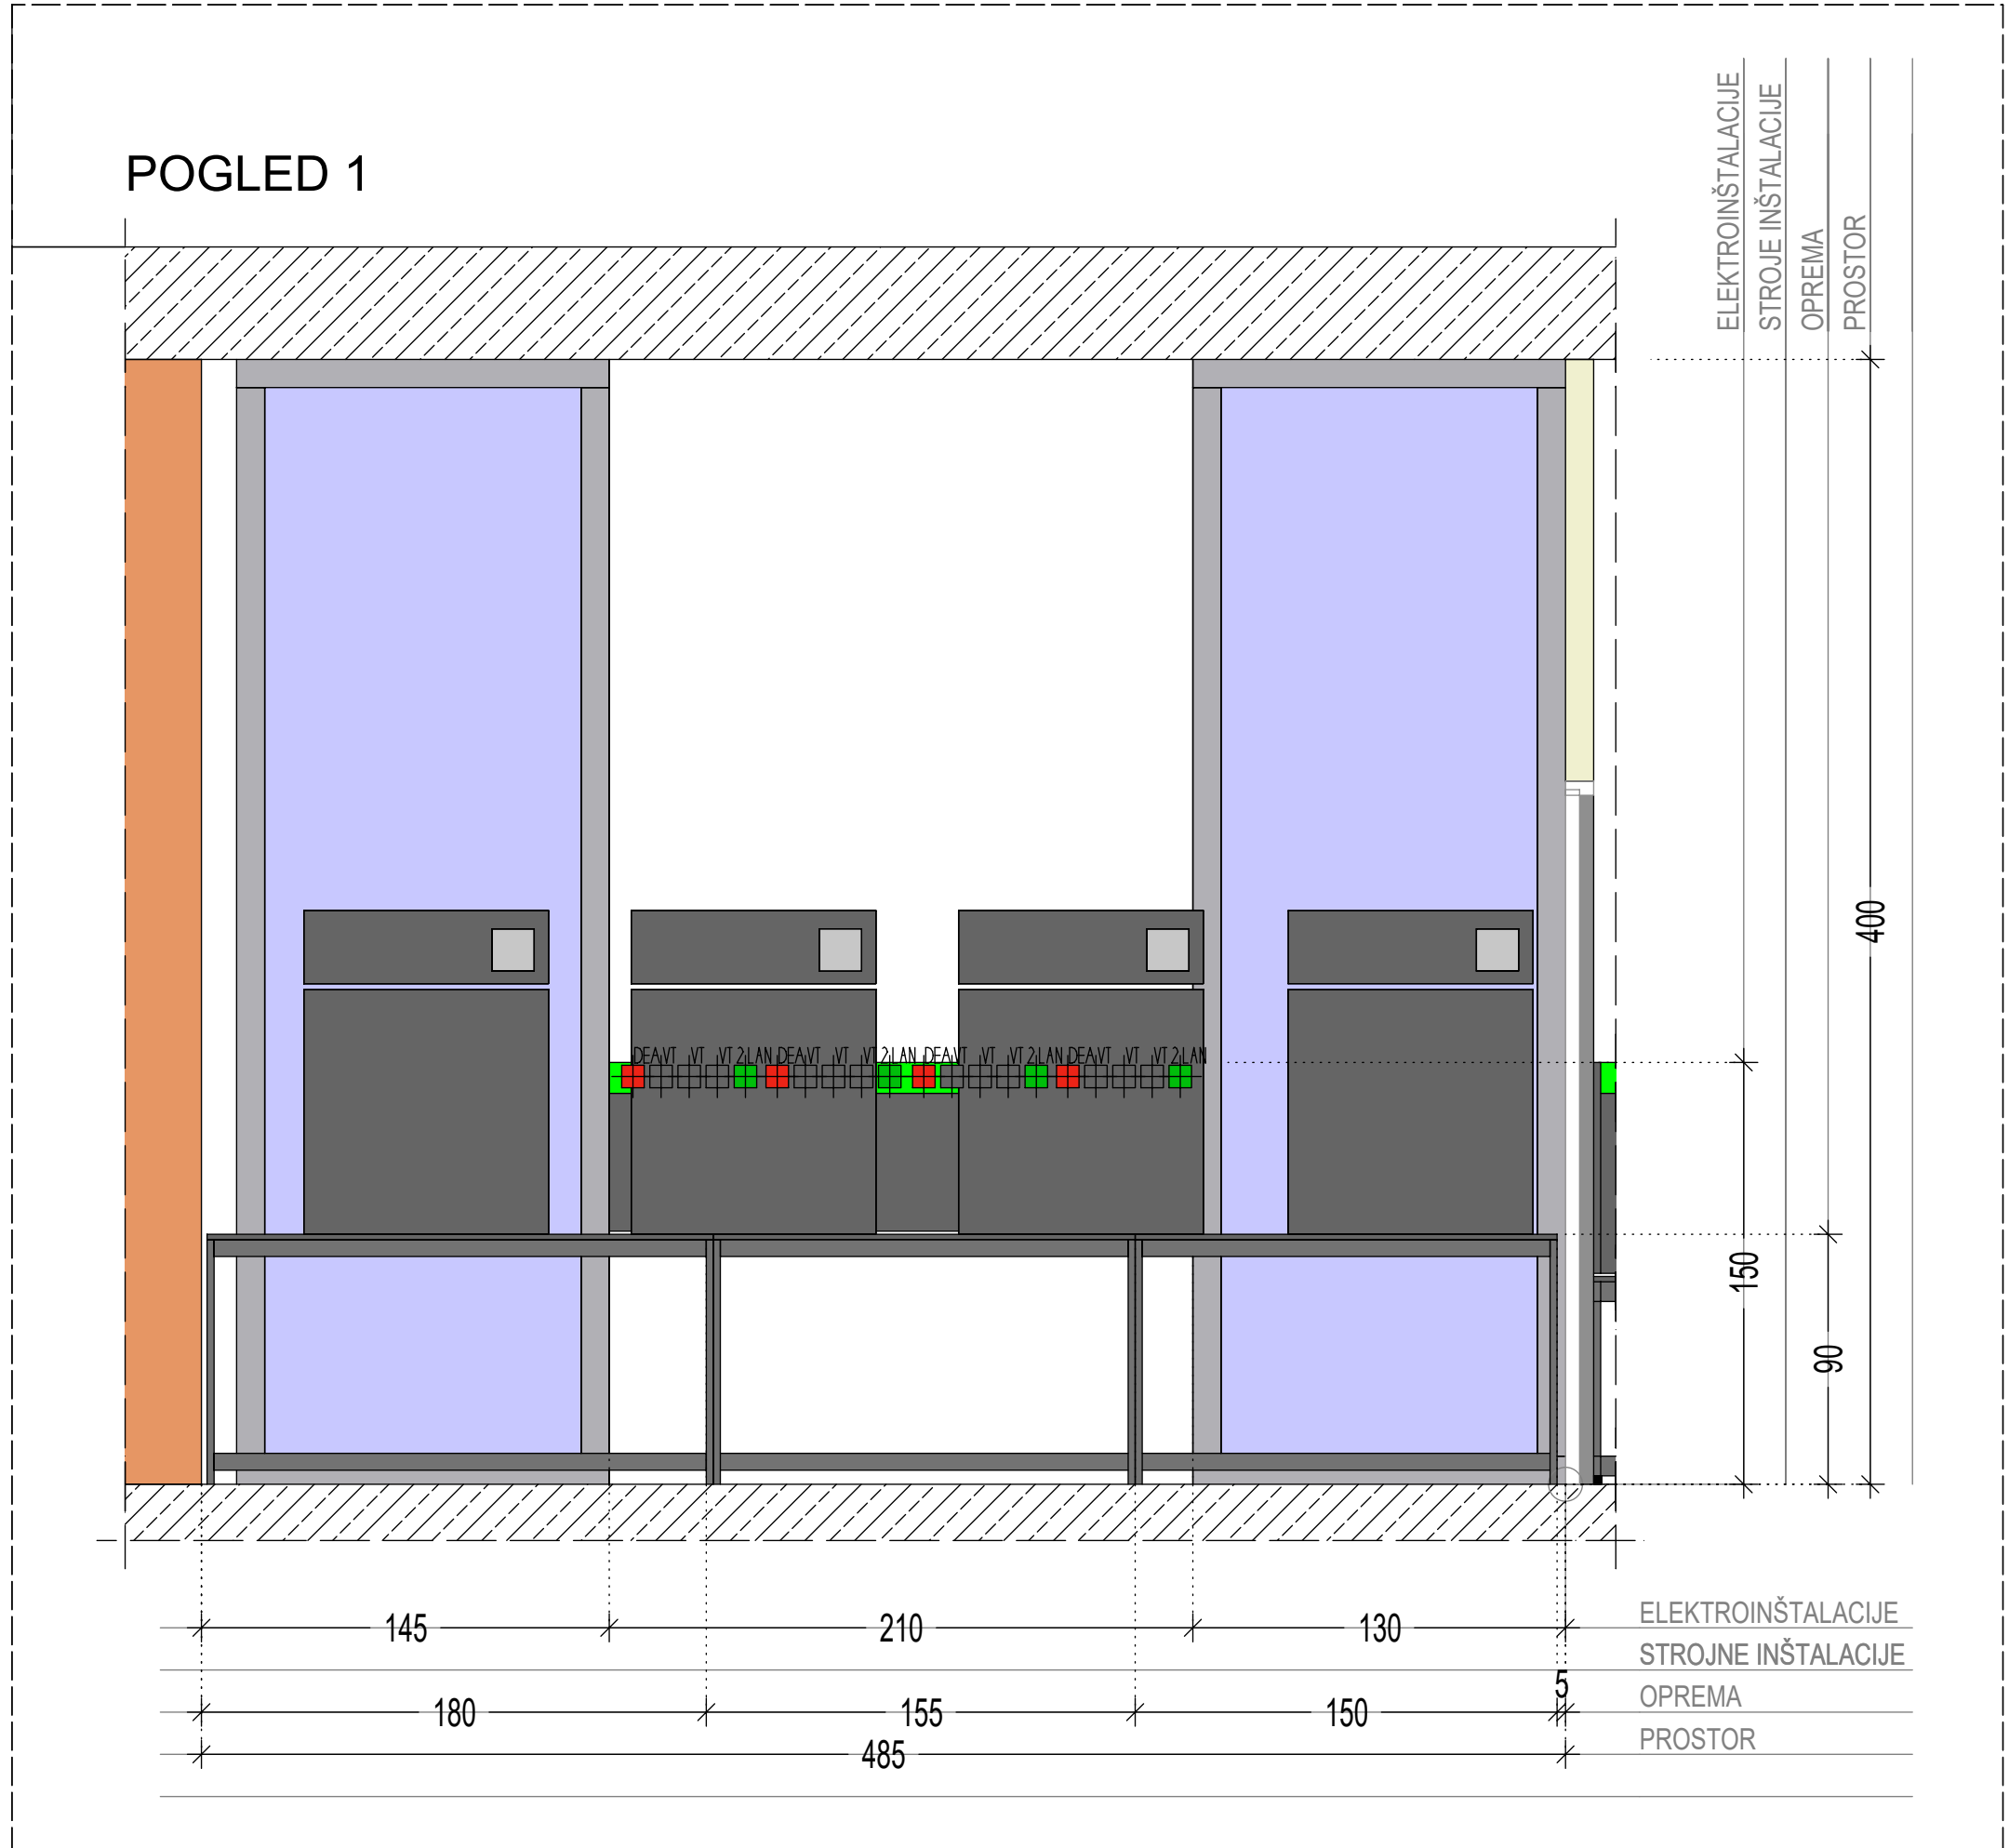 POGLED 1
ELEKTROINŠTALACIJE
STROJE INŠTALACIJE
OPREMA
PROSTOR
400
DEA VT VT VT 2 LAN DEA VT VT VT 2 LAN DEA VT VT VT 2 LAN DEA VT VT VT 2 LAN
150
90
145 210 130 ELEKTROINŠTALACIJE
STROJNE INŠTALACIJE
5
180 155 150 OPREMA
485 PROSTOR